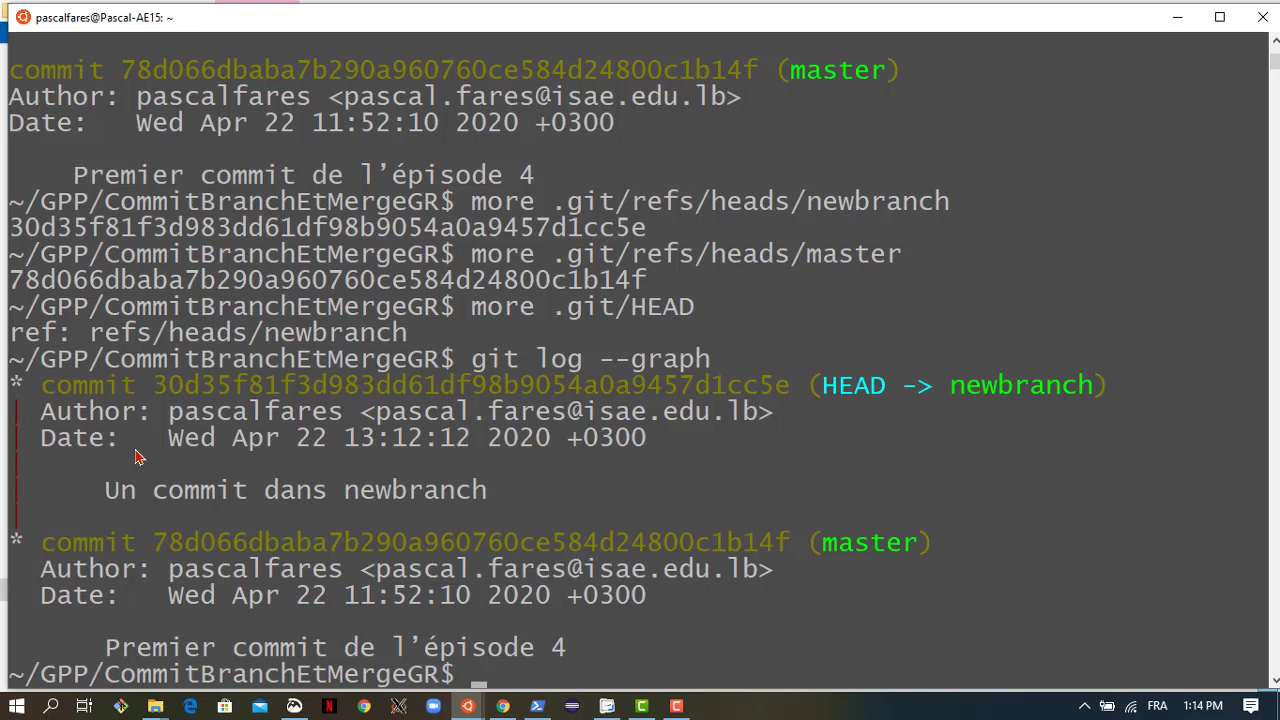 pascalfares@Pascal-AE15: ~
commit 78d066dbaba7b290a960760ce584d24800c1b14f (master)
Author: pascalfares <pascal.fares@isae.edu.lb>
Date:   Wed Apr 22 11:52:10 2020 +0300
Premier commit de l’épisode 4
~/GPP/CommitBranchEtMergeGR$ more .git/refs/heads/newbranch
30d35f81f3d983dd61df98b9054a0a9457d1cc5e
~/GPP/CommitBranchEtMergeGR$ more .git/refs/heads/master
78d066dbaba7b290a960760ce584d24800c1b14f
~/GPP/CommitBranchEtMergeGR$ more .git/HEAD
ref: refs/heads/newbranch
~/GPP/CommitBranchEtMergeGR$ git log --graph
* commit 30d35f81f3d983dd61df98b9054a0a9457d1cc5e (HEAD -> newbranch)
| Author: pascalfares <pascal.fares@isae.edu.lb>
| Date:   Wed Apr 22 13:12:12 2020 +0300
|
|     Un commit dans newbranch
|
* commit 78d066dbaba7b290a960760ce584d24800c1b14f (master)
Author: pascalfares <pascal.fares@isae.edu.lb>
Date:   Wed Apr 22 11:52:10 2020 +0300
Premier commit de l’épisode 4
~/GPP/CommitBranchEtMergeGR$
FRA 1:14 PM